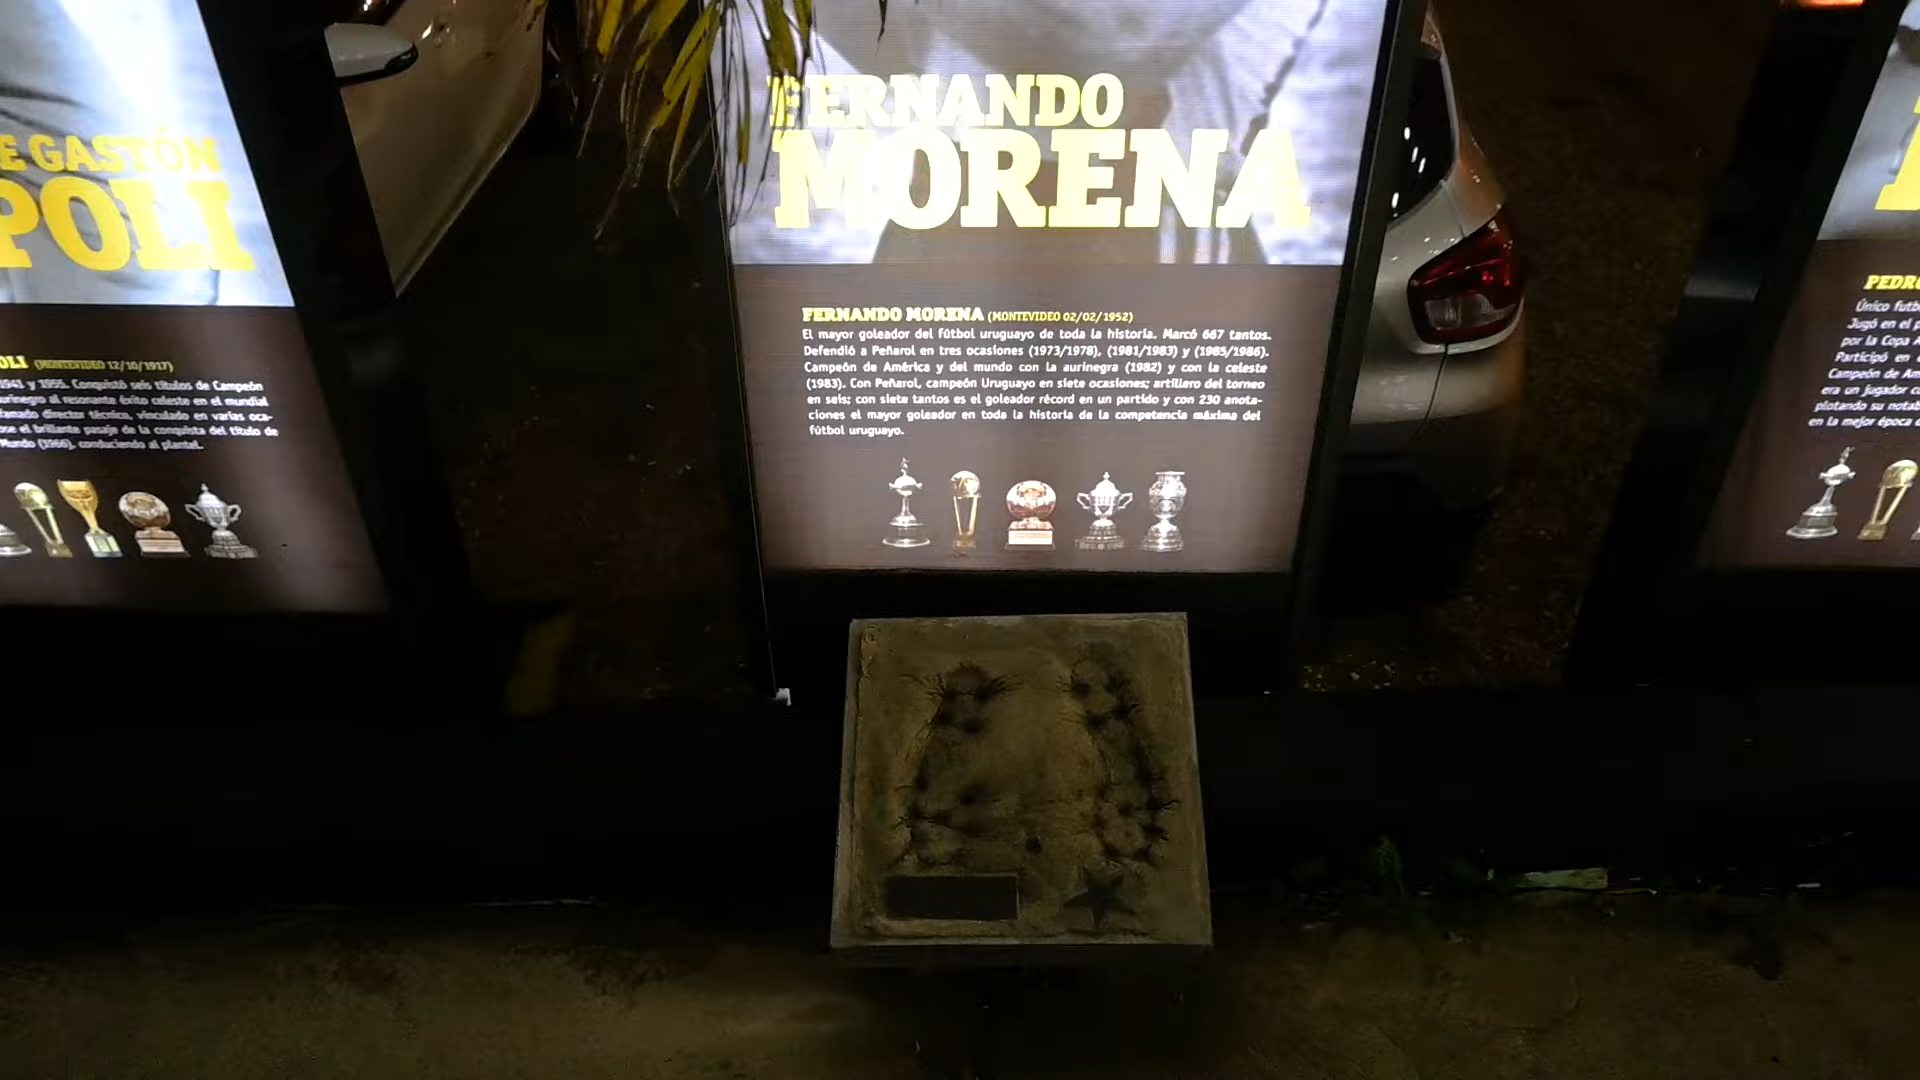 E GASTÓN
POLI
OLI (MONTEVIDEO 12/10/1917)
1941 y 1955. Conquistó seis títulos de Campeón
urinegro al resonante éxito celeste en el mundial
famado director técnico, vinculado en varias oca-
ose el brillante pasaje de la conquista del título de
Mundo (1966), conduciendo al plantel.
FERNANDO
MORENA
FERNANDO MORENA (MONTEVIDEO 02/02/1952)
El mayor goleador del fútbol uruguayo de toda la historia. Marcó 667 tantos.
Defendió a Peñarol en tres ocasiones (1973/1978), (1981/1983) y (1985/1986).
Campeón de América y del mundo con la aurinegra (1982) y con la celeste
(1983). Con Peñarol, campeón Uruguayo en siete ocasiones; artillero del torneo
en seis; con siete tantos es el goleador récord en un partido y con 230 anota-
ciones el mayor goleador en toda la historia de la competencia máxima del
fútbol uruguayo.
PEDRO
Único futb
Jugó en el p
por la Copa A
Participó en
Campeón de Am
era un jugador c
plotando su notab
en la mejor época d